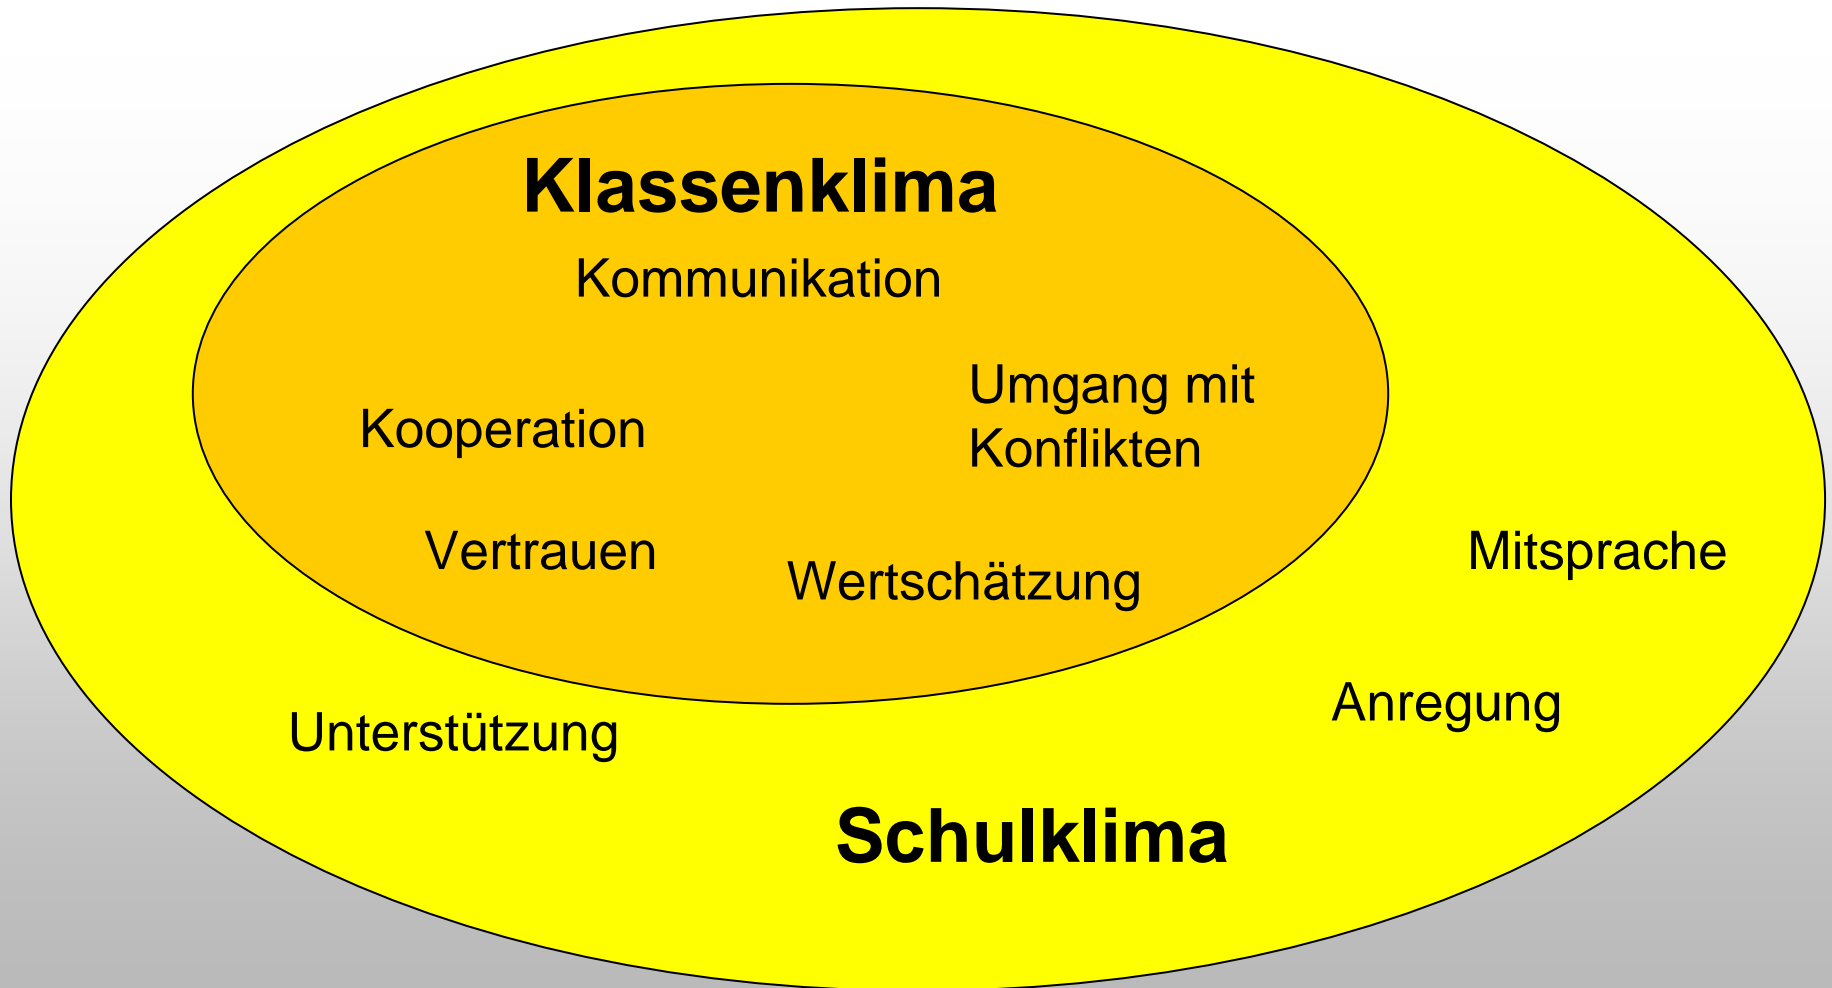 Klassenklima
Kommunikation
Umgang mit
Konflikten
Kooperation
Vertrauen
Wertschätzung
Mitsprache
Anregung
Unterstützung
Schulklima